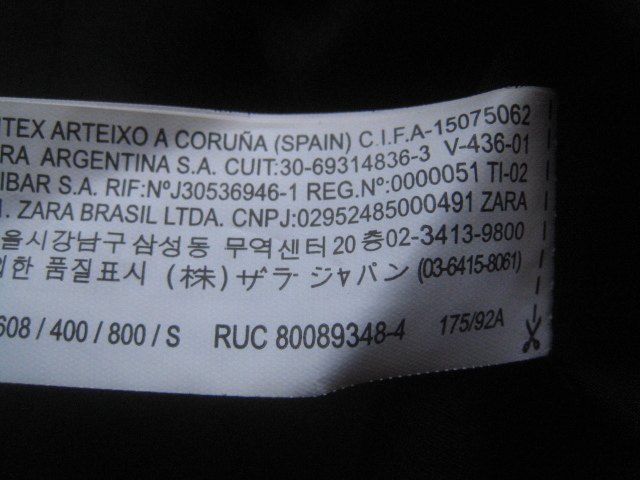 ITEX ARTEIXO A CORUÑA (SPAIN) C.I.F.A-15075062
RA ARGENTINA S.A. CUIT:30-69314836-3 V-436-01
IBAR S.A. RIF:NºJ30536946-1 REG.Nº:0000051 TI-02
1. ZARA BRASIL LTDA. CNPJ:02952485000491 ZARA
울시강남구 삼성동 무역센터 20 층02-3413-9800
한 품질표시 (株) ザラ ジャパン (03-6415-8061)
608 / 400 / 800 / S RUC 80089348-4 175/92A